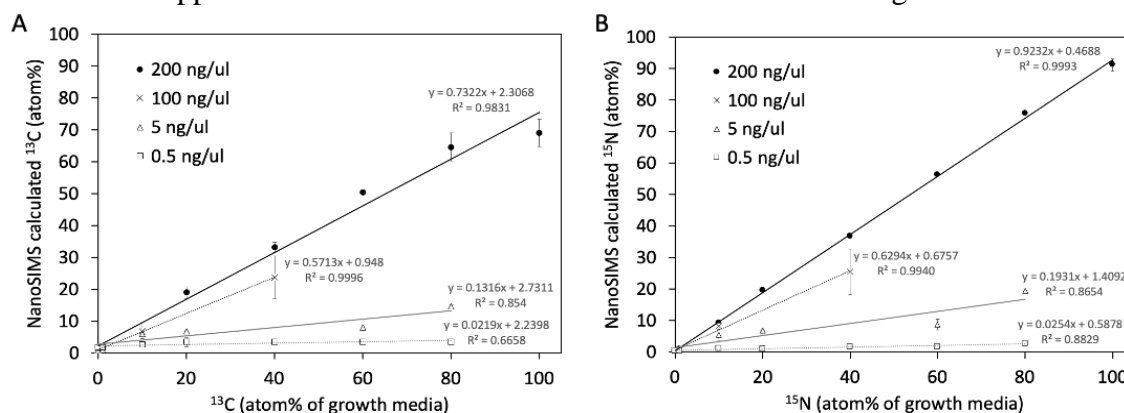 A
NanoSIMS calculated ¹³C (atom%)
100
90
80
70
60
50
40
30
20
10
0
200 ng/ul
100 ng/ul
5 ng/ul
0.5 ng/ul
y = 0.7322x + 2.3068
R² = 0.9831
y = 0.5713x + 0.948
R² = 0.9996
y = 0.1316x + 2.7311
R² = 0.854
y = 0.0219x + 2.2398
R² = 0.6658
0 20 40 60 80 100
¹³C (atom% of growth media)
B
NanoSIMS calculated ¹⁵N (atom%)
100
90
80
70
60
50
40
30
20
10
0
200 ng/ul
100 ng/ul
5 ng/ul
0.5 ng/ul
y = 0.9232x + 0.4688
R² = 0.9993
y = 0.6294x + 0.6757
R² = 0.9940
y = 0.1931x + 1.4092
R² = 0.8654
y = 0.0254x + 0.5878
R² = 0.8829
0 20 40 60 80 100
¹⁵N (atom% of growth media)